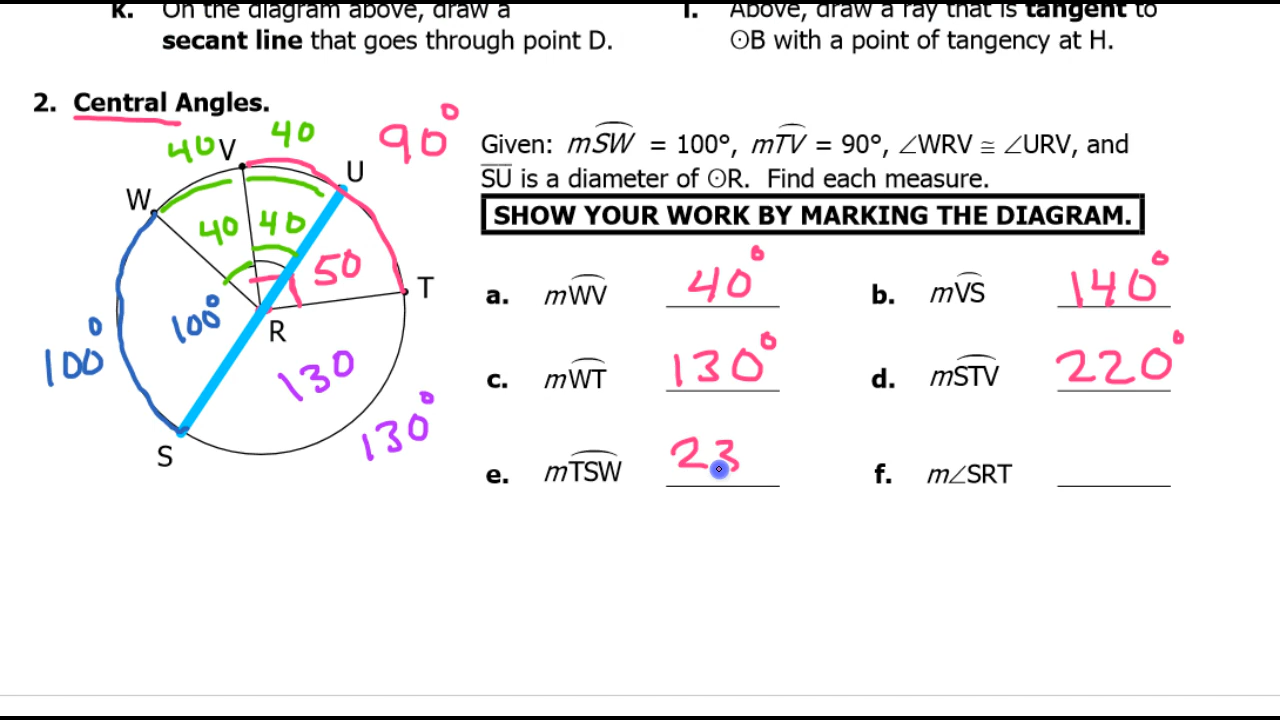 K. On the diagram above, draw a
secant line that goes through point D.
Above, draw a ray that is tangent to
⊙B with a point of tangency at H.
2. Central Angles.
40 V 40 90°
U
W
40 40
50
T
100°
R
100°
130
130°
S
Given: mSW = 100°, mTV = 90°, ∠WRV ≅ ∠URV, and
SU is a diameter of ⊙R. Find each measure.
SHOW YOUR WORK BY MARKING THE DIAGRAM.
a. mWV 40°
b. mVS 140°
c. mWT 130°
d. mSTV 220°
e. mTSW 23
f. m∠SRT